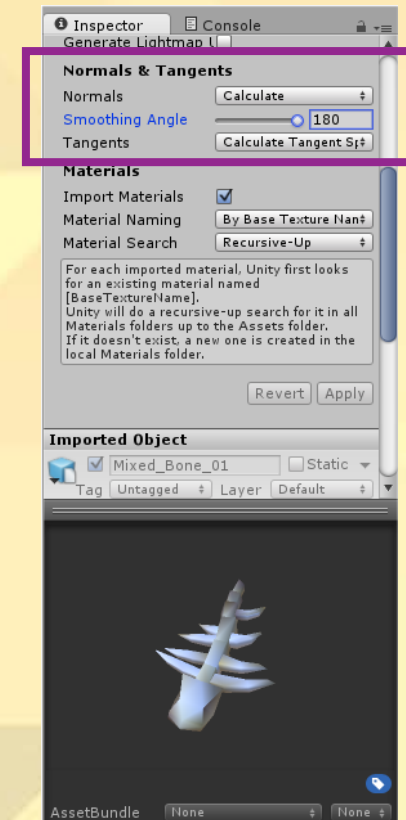 Inspector Console
Generate Lightmap U
Normals & Tangents
Normals Calculate
Smoothing Angle 180
Tangents Calculate Tangent Sp
Materials
Import Materials
Material Naming By Base Texture Nam
Material Search Recursive-Up
For each imported material, Unity first looks
for an existing material named
[BaseTextureName].
Unity will do a recursive-up search for it in all
Materials folders up to the Assets folder.
If it doesn't exist, a new one is created in the
local Materials folder.
Revert Apply
Imported Object
Mixed_Bone_01 Static
Tag Untagged Layer Default
AssetBundle None None